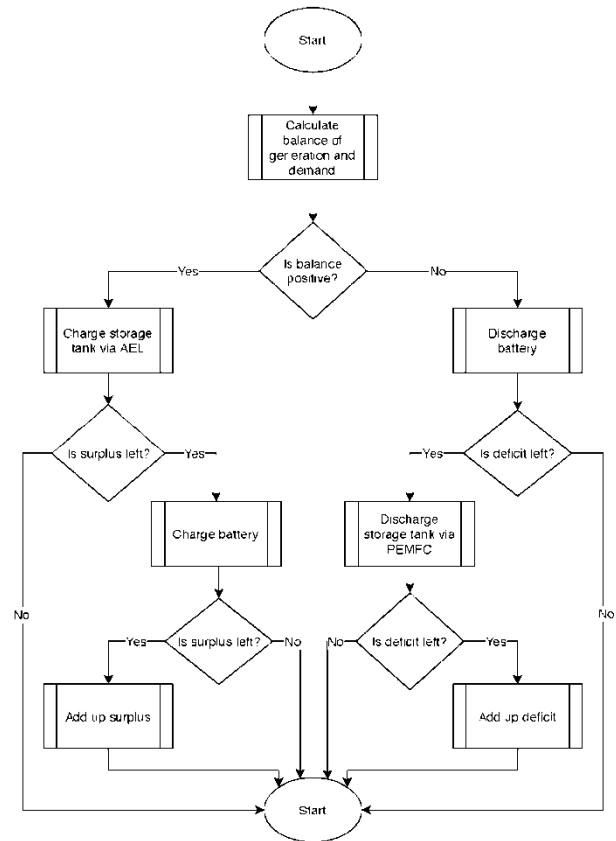 Start
Calculate
balance of
generation and
demand
Is balance
positive?
Yes
No
Charge storage
tank via AEL
Discharge
battery
Is surplus left?
Yes
Yes
Is deficit left?
Charge battery
Discharge
storage tank via
PEMFC
No
No
Yes
Is surplus left?
No
No
Is deficit left?
Yes
Add up surplus
Add up deficit
Start